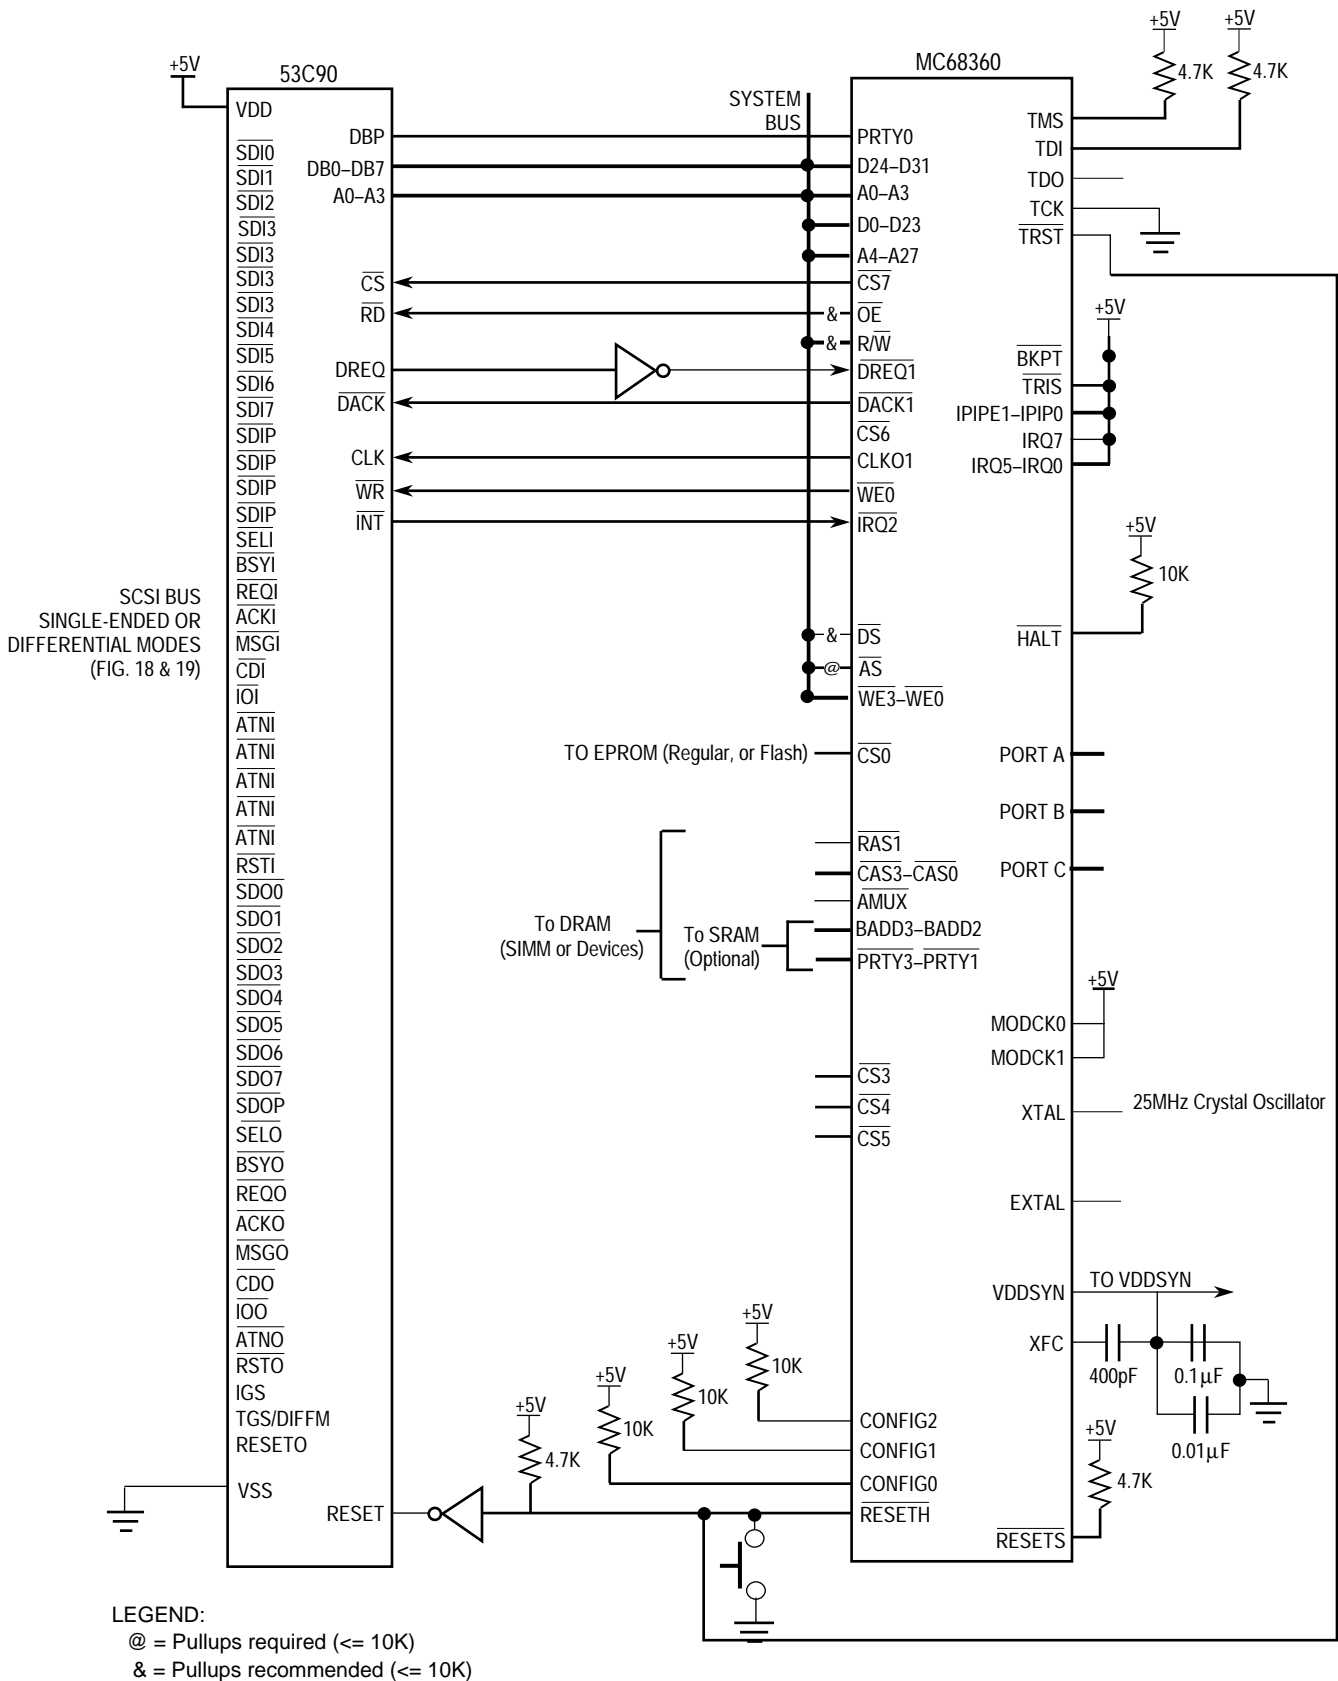 +5V
+5V
+5V
53C90
MC68360
4.7K
4.7K
SYSTEM
BUS
VDD
DBP
DB0–DB7
A0–A3
CS
RD
DREQ
DACK
CLK
WR
INT
SDI0
SDI1
SDI2
SDI3
SDI3
SDI3
SDI3
SDI4
SDI5
SDI6
SDI7
SDIP
SDIP
SDIP
SDIP
SELI
BSYI
REQI
ACKI
MSGI
CDI
IOI
ATNI
ATNI
ATNI
ATNI
ATNI
RSTI
SDO0
SDO1
SDO2
SDO3
SDO4
SDO5
SDO6
SDO7
SDOP
SELO
BSYO
REQO
ACKO
MSGO
CDO
IOO
ATNO
RSTO
IGS
TGS/DIFFM
RESETO
VSS
RESET
SCSI BUS
SINGLE-ENDED OR
DIFFERENTIAL MODES
(FIG. 18 & 19)
PRTY0
D24–D31
A0–A3
D0–D23
A4–A27
CS7
& OE
& R/W
DREQ1
DACK1
CS6
CLKO1
WE0
IRQ2
& DS
@ AS
WE3–WE0
TO EPROM (Regular, or Flash)
CS0
RAS1
CAS3–CAS0
AMUX
BADD3–BADD2
PRTY3–PRTY1
To DRAM
(SIMM or Devices)
To SRAM
(Optional)
CS3
CS4
CS5
CONFIG2
CONFIG1
CONFIG0
RESETH
+5V
10K
+5V
10K
+5V
10K
+5V
4.7K
TMS
TDI
TDO
TCK
TRST
+5V
BKPT
TRIS
IPIPE1–IPIP0
IRQ7
IRQ5–IRQ0
+5V
10K
HALT
PORT A
PORT B
PORT C
+5V
MODCK0
MODCK1
XTAL
25MHz Crystal Oscillator
EXTAL
VDDSYN
TO VDDSYN
XFC
400pF
0.1µF
0.01µF
+5V
4.7K
RESETS
LEGEND:
@ = Pullups required (<= 10K)
& = Pullups recommended (<= 10K)